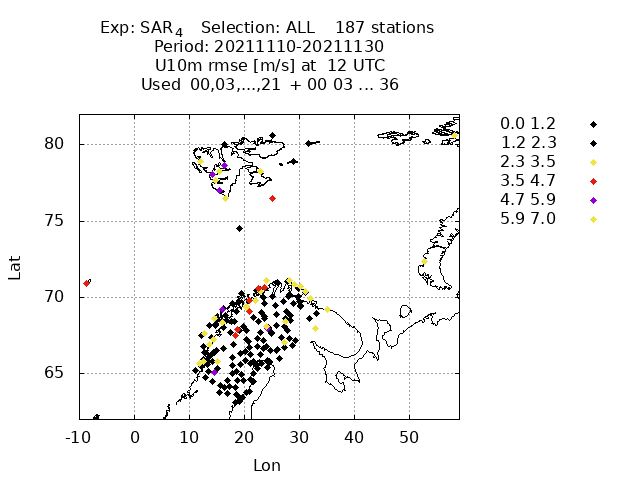 Exp: SAR4 Selection: ALL 187 stations
Period: 20211110-20211130
U10m rmse [m/s] at 12 UTC
Used 00,03,...,21 + 00 03 ... 36
0.0 1.2
1.2 2.3
2.3 3.5
3.5 4.7
4.7 5.9
5.9 7.0
80
75
70
65
Lat
-10 0 10 20 30 40 50
Lon